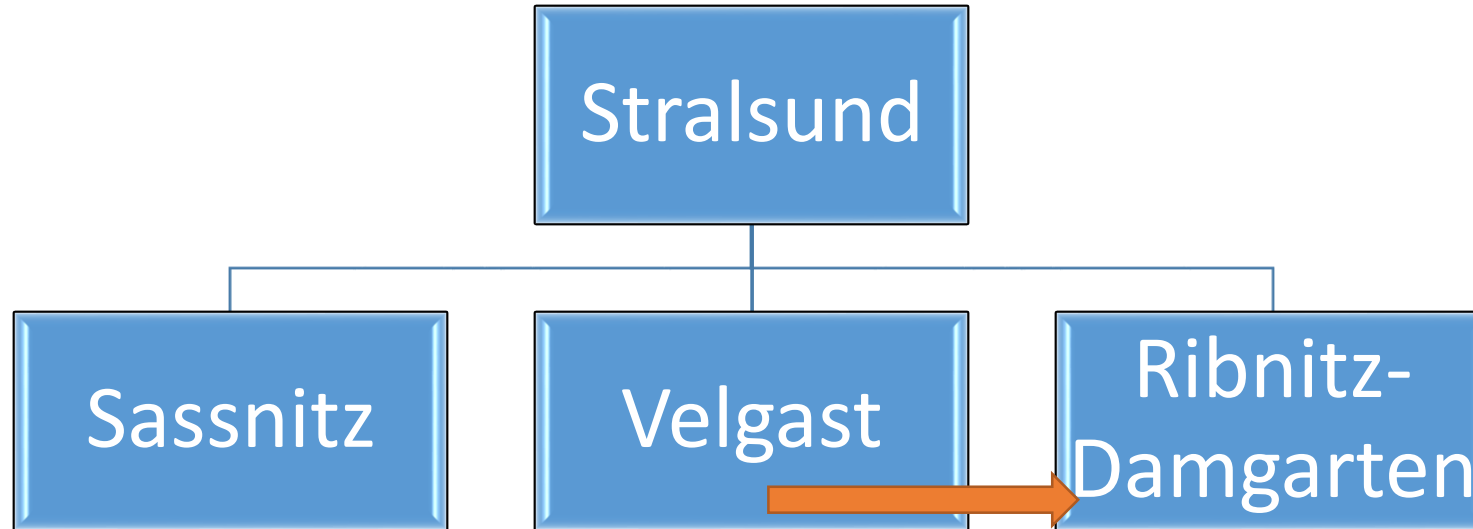 Stralsund
Sassnitz
Velgast
Ribnitz-
Damgarten